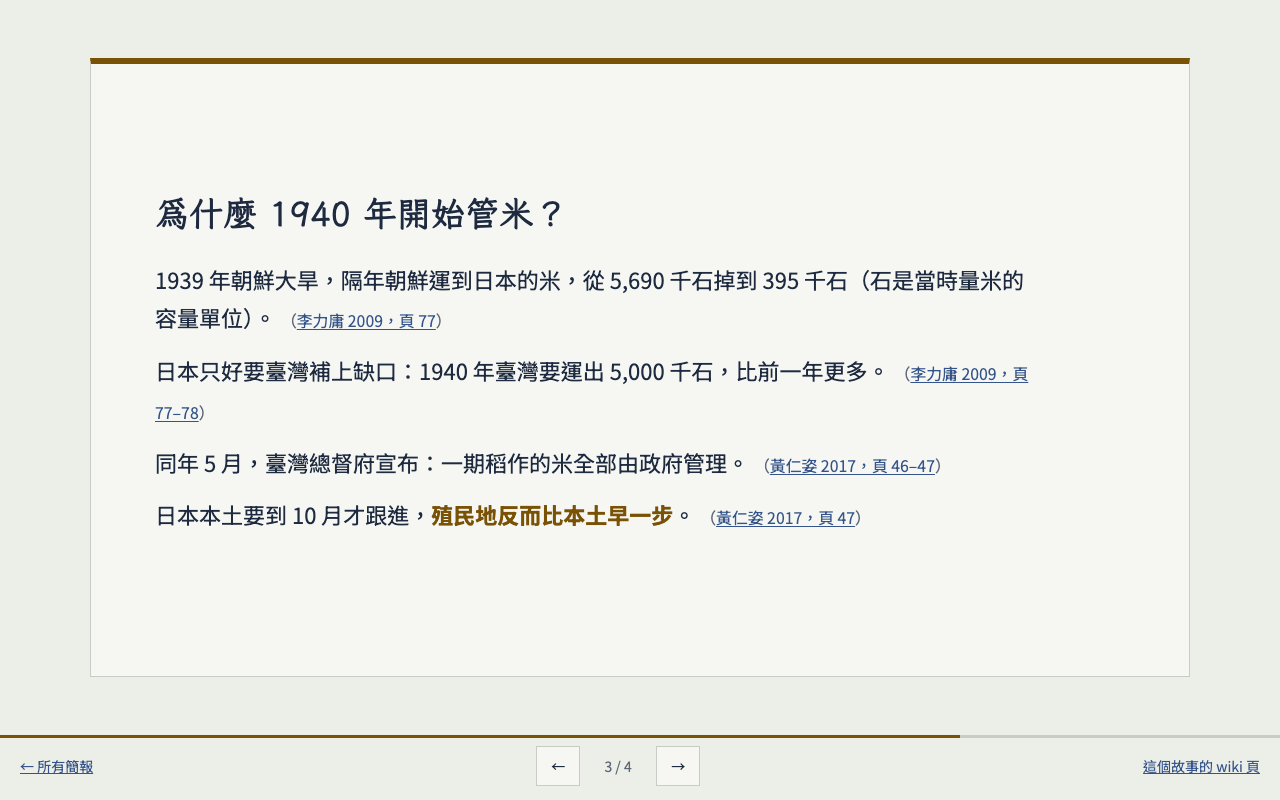 爲什麼 1940 年開始管米？
1939 年朝鮮大旱，隔年朝鮮運到日本的米，從 5,690 千石掉到 395 千石（石是當時量米的
容量單位）。（李力庸 2009，頁 77）
日本只好要臺灣補上缺口：1940 年臺灣要運出 5,000 千石，比前一年更多。（李力庸 2009，頁
77–78）
同年 5 月，臺灣總督府宣布：一期稻作的米全部由政府管理。（黃仁姿 2017，頁 46–47）
日本本土要到 10 月才跟進，殖民地反而比本土早一步。（黃仁姿 2017，頁 47）
← 所有簡報
←
3 / 4
→
這個故事的 wiki 頁